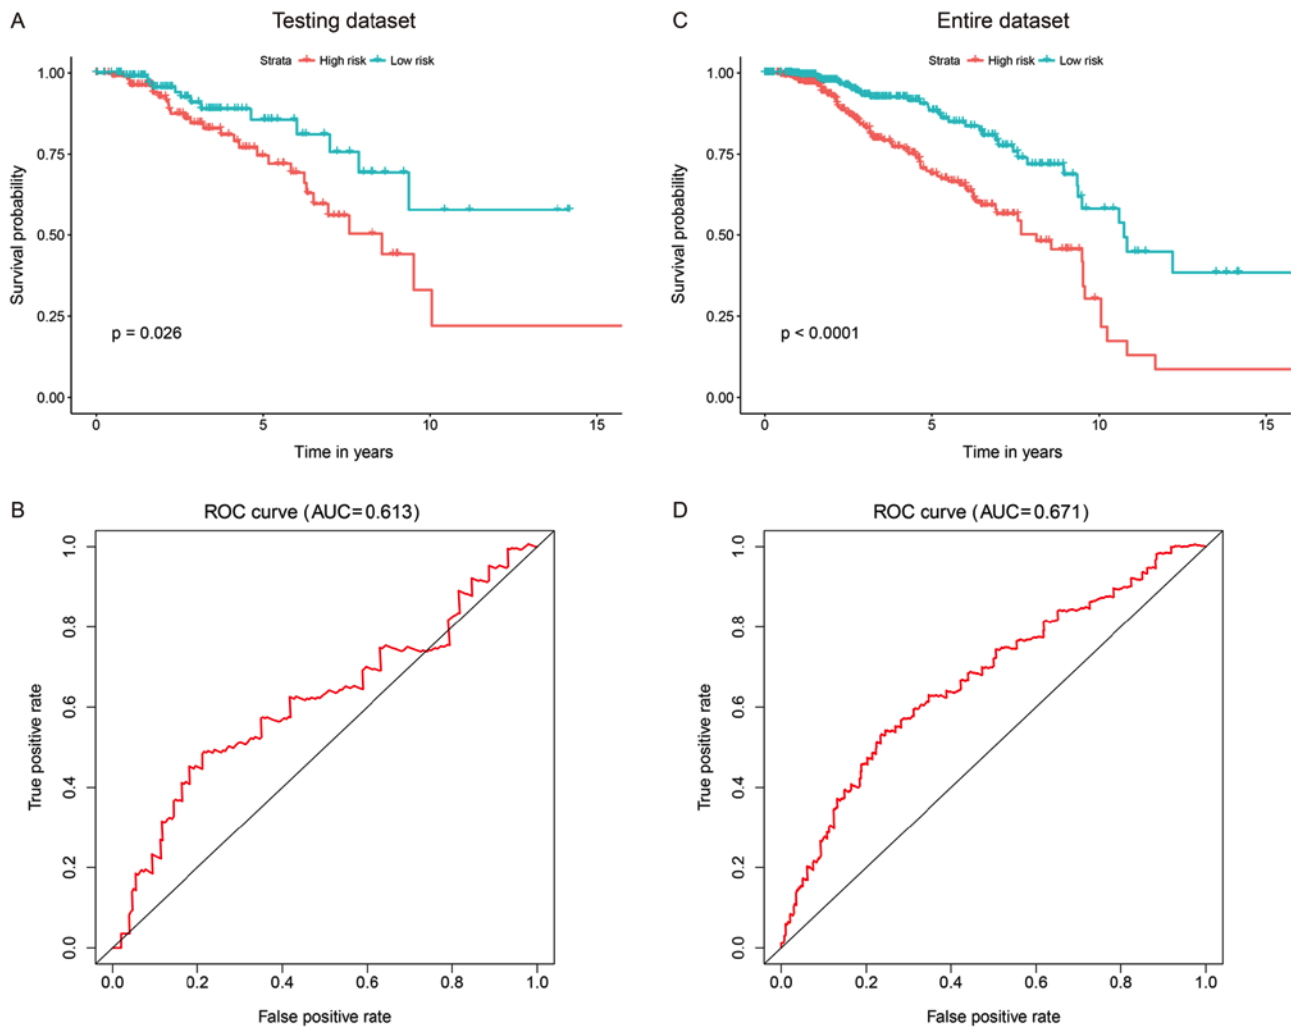 A
Testing dataset
Strata High risk Low risk
Survival probability
1.00
0.75
0.50
0.25
0.00
p = 0.026
0 5 10 15
Time in years
C
Entire dataset
Strata High risk Low risk
Survival probability
1.00
0.75
0.50
0.25
0.00
p < 0.0001
0 5 10 15
Time in years
B
ROC curve (AUC=0.613)
True positive rate
1.0
0.8
0.6
0.4
0.2
0.0
0.0 0.2 0.4 0.6 0.8 1.0
False positive rate
D
ROC curve (AUC=0.671)
True positive rate
1.0
0.8
0.6
0.4
0.2
0.0
0.0 0.2 0.4 0.6 0.8 1.0
False positive rate